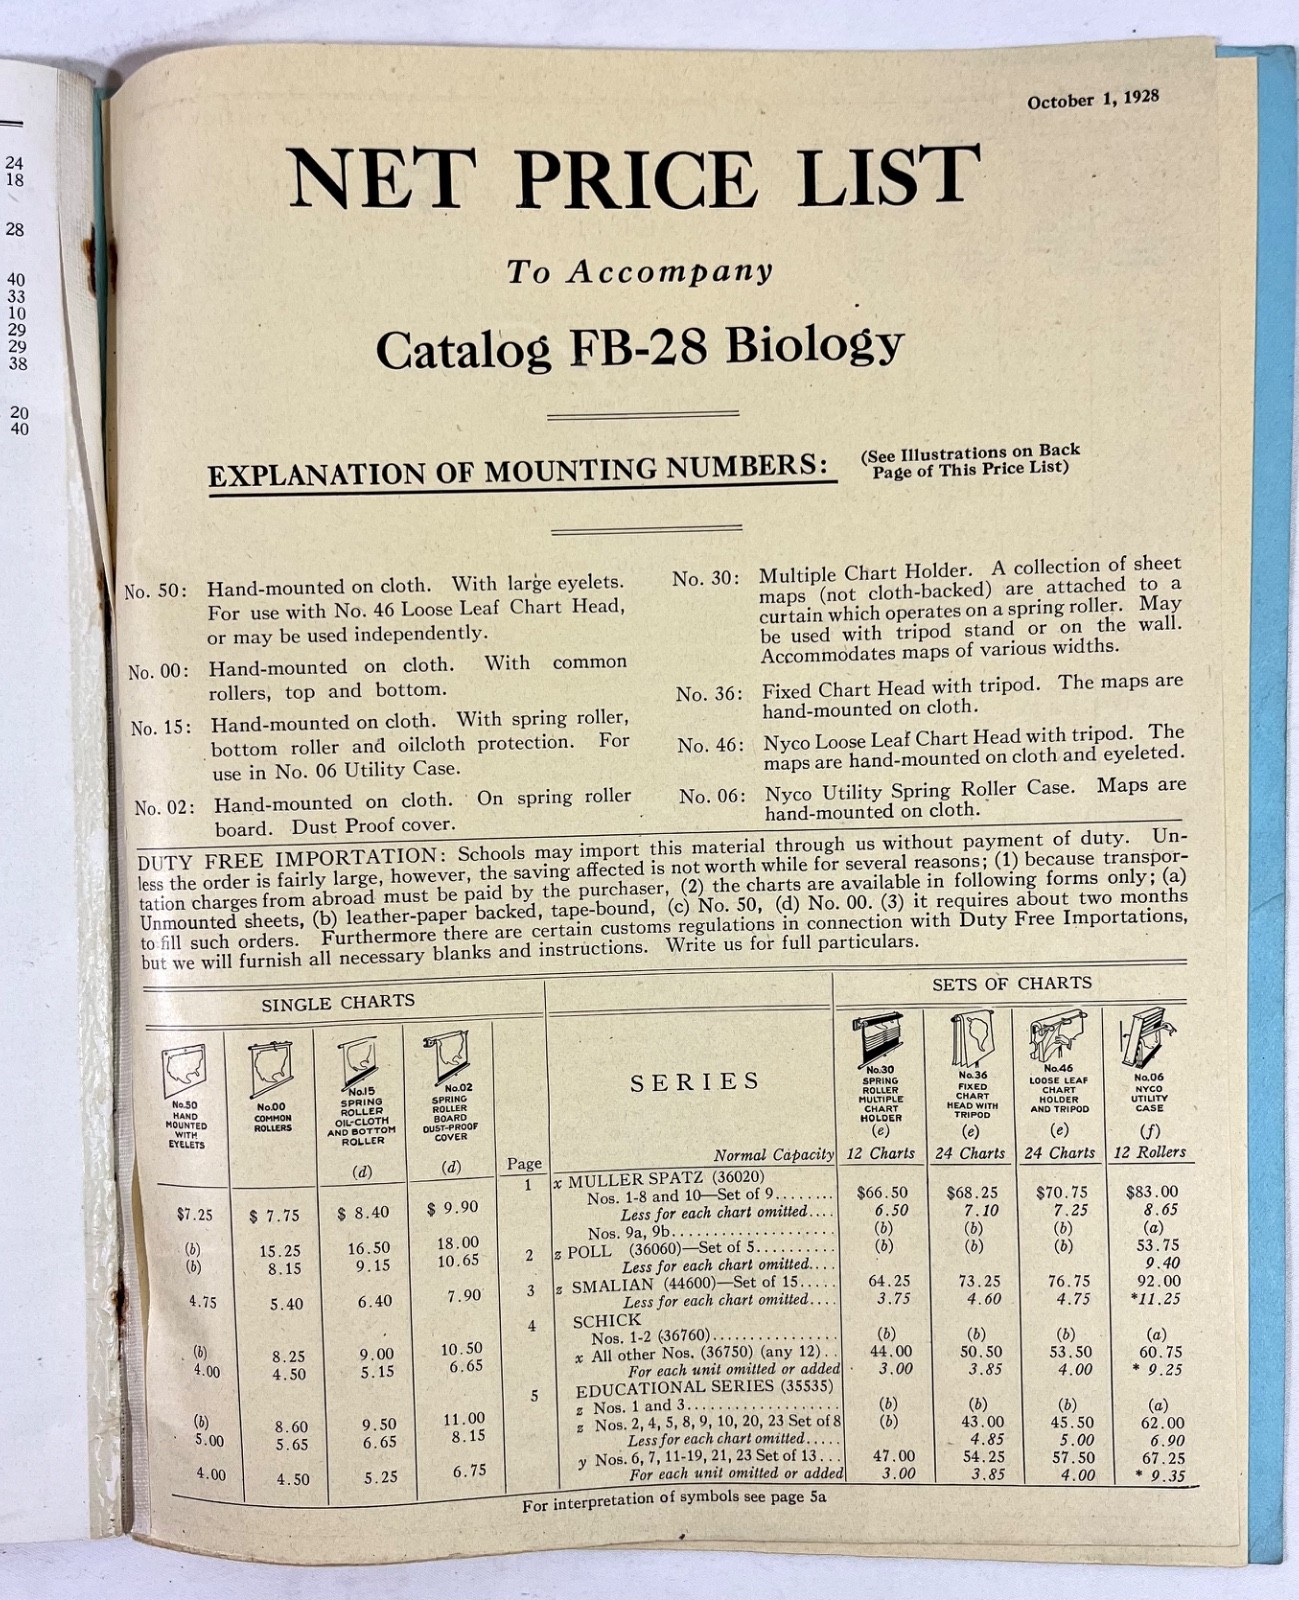 24
18
28
40
33
10
29
29
38
20
40
October 1, 1928
NET PRICE LIST
To Accompany
Catalog FB-28 Biology
EXPLANATION OF MOUNTING NUMBERS:
(See Illustrations on Back
Page of This Price List)
No. 50: Hand-mounted on cloth. With large eyelets.
For use with No. 46 Loose Leaf Chart Head,
or may be used independently.
No. 00: Hand-mounted on cloth. With common
rollers, top and bottom.
No. 15: Hand-mounted on cloth. With spring roller,
bottom roller and oilcloth protection. For
use in No. 06 Utility Case.
No. 02: Hand-mounted on cloth. On spring roller
board. Dust Proof cover.
No. 30: Multiple Chart Holder. A collection of sheet
maps (not cloth-backed) are attached to a
curtain which operates on a spring roller. May
be used with tripod stand or on the wall.
Accommodates maps of various widths.
No. 36: Fixed Chart Head with tripod. The maps are
hand-mounted on cloth.
No. 46: Nyco Loose Leaf Chart Head with tripod. The
maps are hand-mounted on cloth and eyeleted.
No. 06: Nyco Utility Spring Roller Case. Maps are
hand-mounted on cloth.
DUTY FREE IMPORTATION: Schools may import this material through us without payment of duty. Un-
less the order is fairly large, however, the saving affected is not worth while for several reasons; (1) because transpor-
tation charges from abroad must be paid by the purchaser, (2) the charts are available in following forms only; (a)
Unmounted sheets, (b) leather-paper backed, tape-bound, (c) No. 50, (d) No. 00. (3) it requires about two months
to fill such orders. Furthermore there are certain customs regulations in connection with Duty Free Importations,
but we will furnish all necessary blanks and instructions. Write us for full particulars.
SINGLE CHARTS
SETS OF CHARTS
No.50
HAND
MOUNTED
WITH
EYELETS
No.00
COMMON
ROLLERS
No.15
SPRING
ROLLER
OIL-CLOTH
AND BOTTOM
ROLLER
(d)
No.02
SPRING
ROLLER
BOARD
DUST-PROOF
COVER
(d)
Page
SERIES
Normal Capacity
No.30
SPRING
ROLLER
MULTIPLE
CHART
HOLDER
(e)
12 Charts
No.36
FIXED
CHART
HEAD WITH
TRIPOD
(e)
24 Charts
No.46
LOOSE LEAF
CHART
HOLDER
AND TRIPOD
(e)
24 Charts
No.06
NYCO
UTILITY
CASE
(f)
12 Rollers
1 x MULLER SPATZ (36020)
$7.25 $ 7.75 $ 8.40 $ 9.90 Nos. 1-8 and 10—Set of 9........ $66.50 $68.25 $70.75 $83.00
Less for each chart omitted.... 6.50 7.10 7.25 8.65
(b) 15.25 16.50 18.00 Nos. 9a, 9b.................... (b) (b) (b) (a)
(b) 8.15 9.15 10.65 2 z POLL (36060)—Set of 5.......... (b) (b) (b) 53.75
Less for each chart omitted.... 9.40
4.75 5.40 6.40 7.90 3 z SMALIAN (44600)—Set of 15..... 64.25 73.25 76.75 92.00
Less for each chart omitted.... 3.75 4.60 4.75 *11.25
4 SCHICK
(b) 8.25 9.00 10.50 Nos. 1-2 (36760)................ (b) (b) (b) (a)
4.00 4.50 5.15 6.65 x All other Nos. (36750) (any 12).. 44.00 50.50 53.50 60.75
For each unit omitted or added 3.00 3.85 4.00 * 9.25
5 EDUCATIONAL SERIES (35535)
(b) 8.60 9.50 11.00 z Nos. 1 and 3.................. (b) (b) (b) (a)
5.00 5.65 6.65 8.15 z Nos. 2, 4, 5, 8, 9, 10, 20, 23 Set of 8 (b) 43.00 45.50 62.00
Less for each chart omitted..... 4.85 5.00 6.90
4.00 4.50 5.25 6.75 y Nos. 6, 7, 11-19, 21, 23 Set of 13... 47.00 54.25 57.50 67.25
For each unit omitted or added 3.00 3.85 4.00 * 9.35
For interpretation of symbols see page 5a